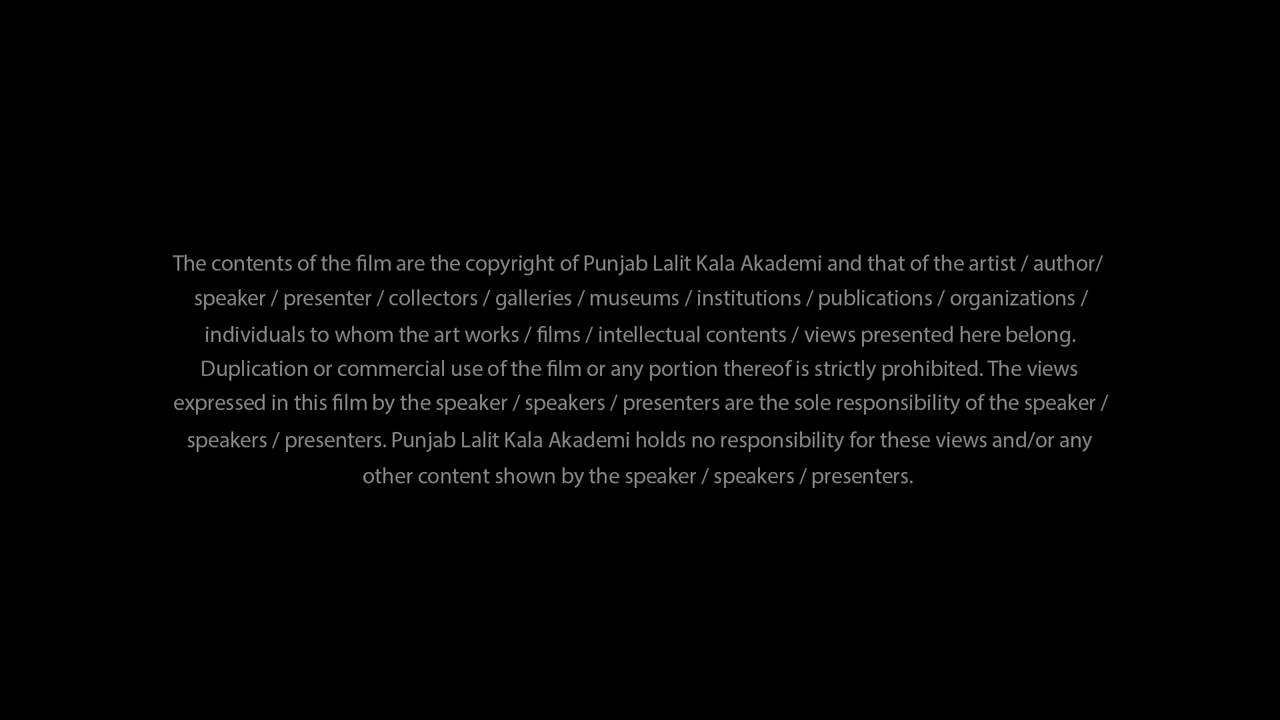 The contents of the film are the copyright of Punjab Lalit Kala Akademi and that of the artist / author/
speaker / presenter / collectors / galleries / museums / institutions / publications / organizations /
individuals to whom the art works / films / intellectual contents / views presented here belong.
Duplication or commercial use of the film or any portion thereof is strictly prohibited. The views
expressed in this film by the speaker / speakers / presenters are the sole responsibility of the speaker /
speakers / presenters. Punjab Lalit Kala Akademi holds no responsibility for these views and/or any
other content shown by the speaker / speakers / presenters.